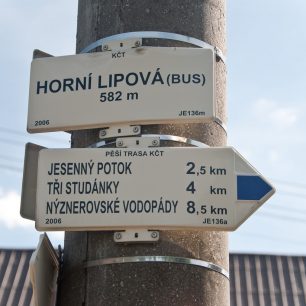 KČT
HORNÍ LIPOVÁ (BUS)
582 m
2006 JE136m
PĚŠÍ TRASA KČT
JESENNÝ POTOK 2,5 km
TŘI STUDÁNKY 4 km
NÝZNEROVSKÉ VODOPÁDY 8,5 km
2006 JE136a